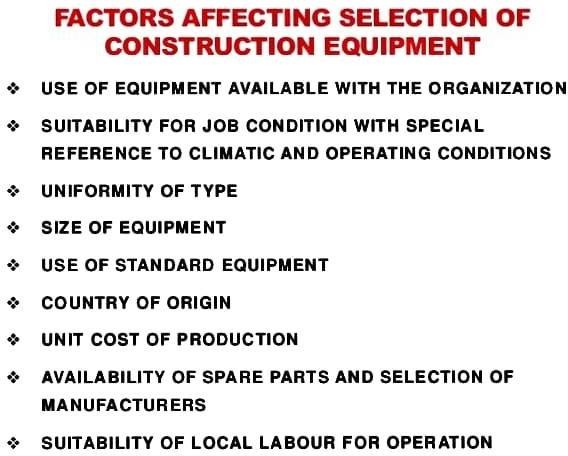 FACTORS AFFECTING SELECTION OF
CONSTRUCTION EQUIPMENT
❖ USE OF EQUIPMENT AVAILABLE WITH THE ORGANIZATION
❖ SUITABILITY FOR JOB CONDITION WITH SPECIAL
REFERENCE TO CLIMATIC AND OPERATING CONDITIONS
❖ UNIFORMITY OF TYPE
❖ SIZE OF EQUIPMENT
❖ USE OF STANDARD EQUIPMENT
❖ COUNTRY OF ORIGIN
❖ UNIT COST OF PRODUCTION
❖ AVAILABILITY OF SPARE PARTS AND SELECTION OF
MANUFACTURERS
❖ SUITABILITY OF LOCAL LABOUR FOR OPERATION